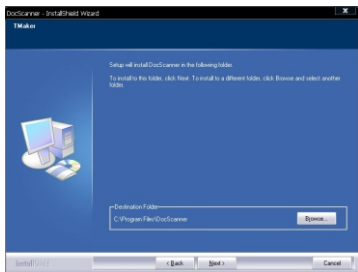 DocScanner - InstallShield Wizard
TMaker
Setup will install DocScanner in the following folder.
To install to this folder, click Next. To install to a different folder, click Browse and select another
folder.
Destination Folder
C:\Program Files\DocScanner
Browse...
InstallShield
< Back
Next >
Cancel